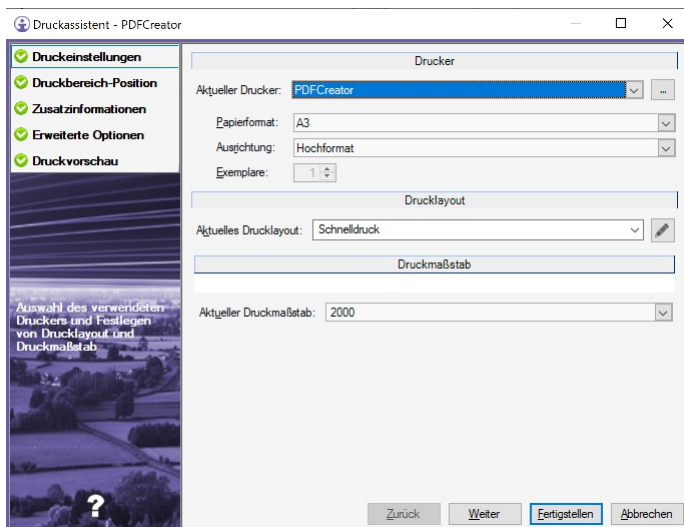 Druckassistent - PDFCreator
Druckeinstellungen
Druckbereich-Position
Zusatzinformationen
Erweiterte Optionen
Druckvorschau
Auswahl des verwendeten
Druckers und Festlegen
von Drucklayout und
Druckmaßstab
?
Drucker
Aktueller Drucker: PDFCreator ...
Papierformat: A3
Ausrichtung: Hochformat
Exemplare: 1
Drucklayout
Aktuelles Drucklayout: Schnelldruck
Druckmaßstab
Aktueller Druckmaßstab: 2000
Zurück Weiter Fertigstellen Abbrechen